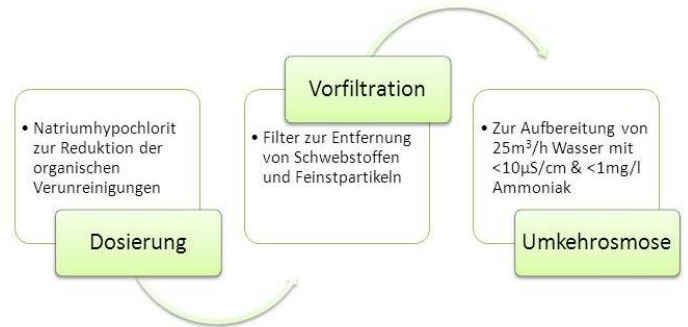 • Natriumhypochlorit
zur Reduktion der
organischen
Verunreinigungen
Dosierung
Vorfiltration
• Filter zur Entfernung
von Schwebstoffen
und Feinstpartikeln
• Zur Aufbereitung von
25m³/h Wasser mit
<10µS/cm & <1mg/l
Ammoniak
Umkehrosmose